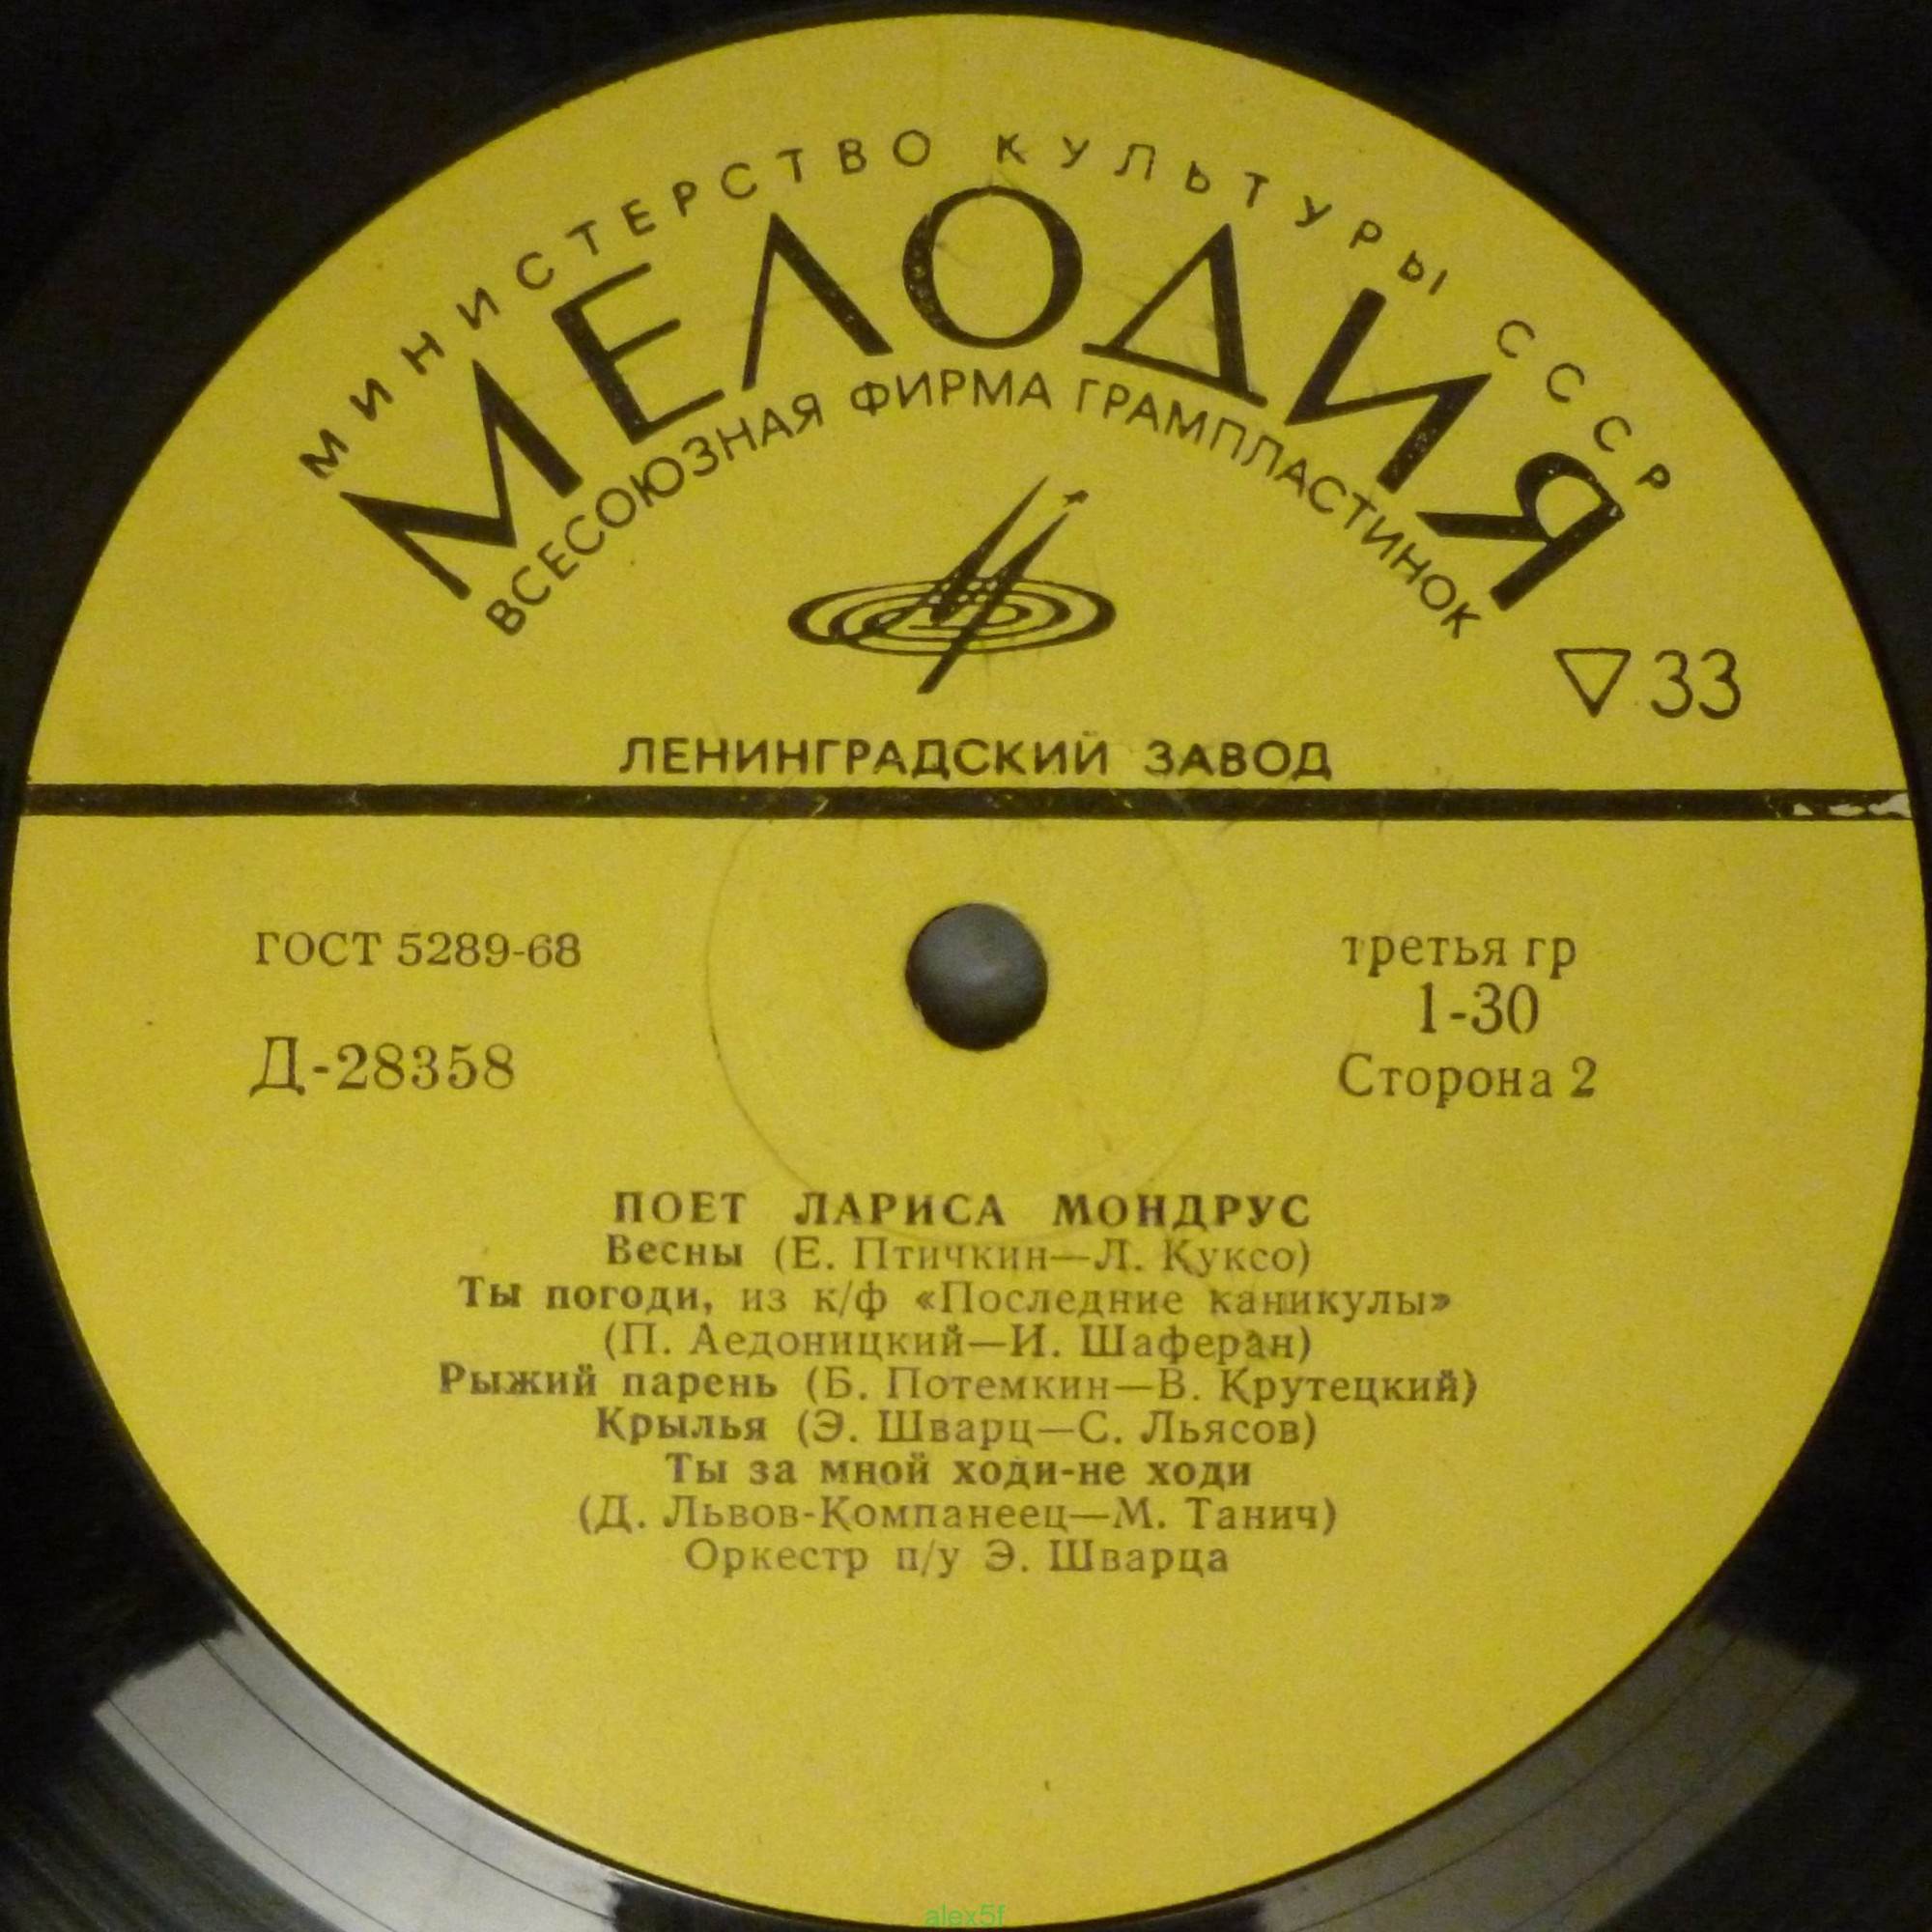 МИНИСТЕРСТВО КУЛЬТУРЫ СССР
МЕЛОДИЯ
ВСЕСОЮЗНАЯ ФИРМА ГРАМПЛАСТИНОК
33
ЛЕНИНГРАДСКИЙ ЗАВОД
ГОСТ 5289-68
третья гр
1-30
Д-28358
Сторона 2
ПОЕТ ЛАРИСА МОНДРУС
Весны (Е. Птичкин—Л. Куксо)
Ты погоди, из к/ф «Последние каникулы»
(П. Аедоницкий—И. Шаферан)
Рыжий парень (Б. Потемкин—В. Крутецкий)
Крылья (Э. Шварц—С. Льясов)
Ты за мной ходи-не ходи
(Д. Львов-Компанеец—М. Танич)
Оркестр п/у Э. Шварца
alex5f